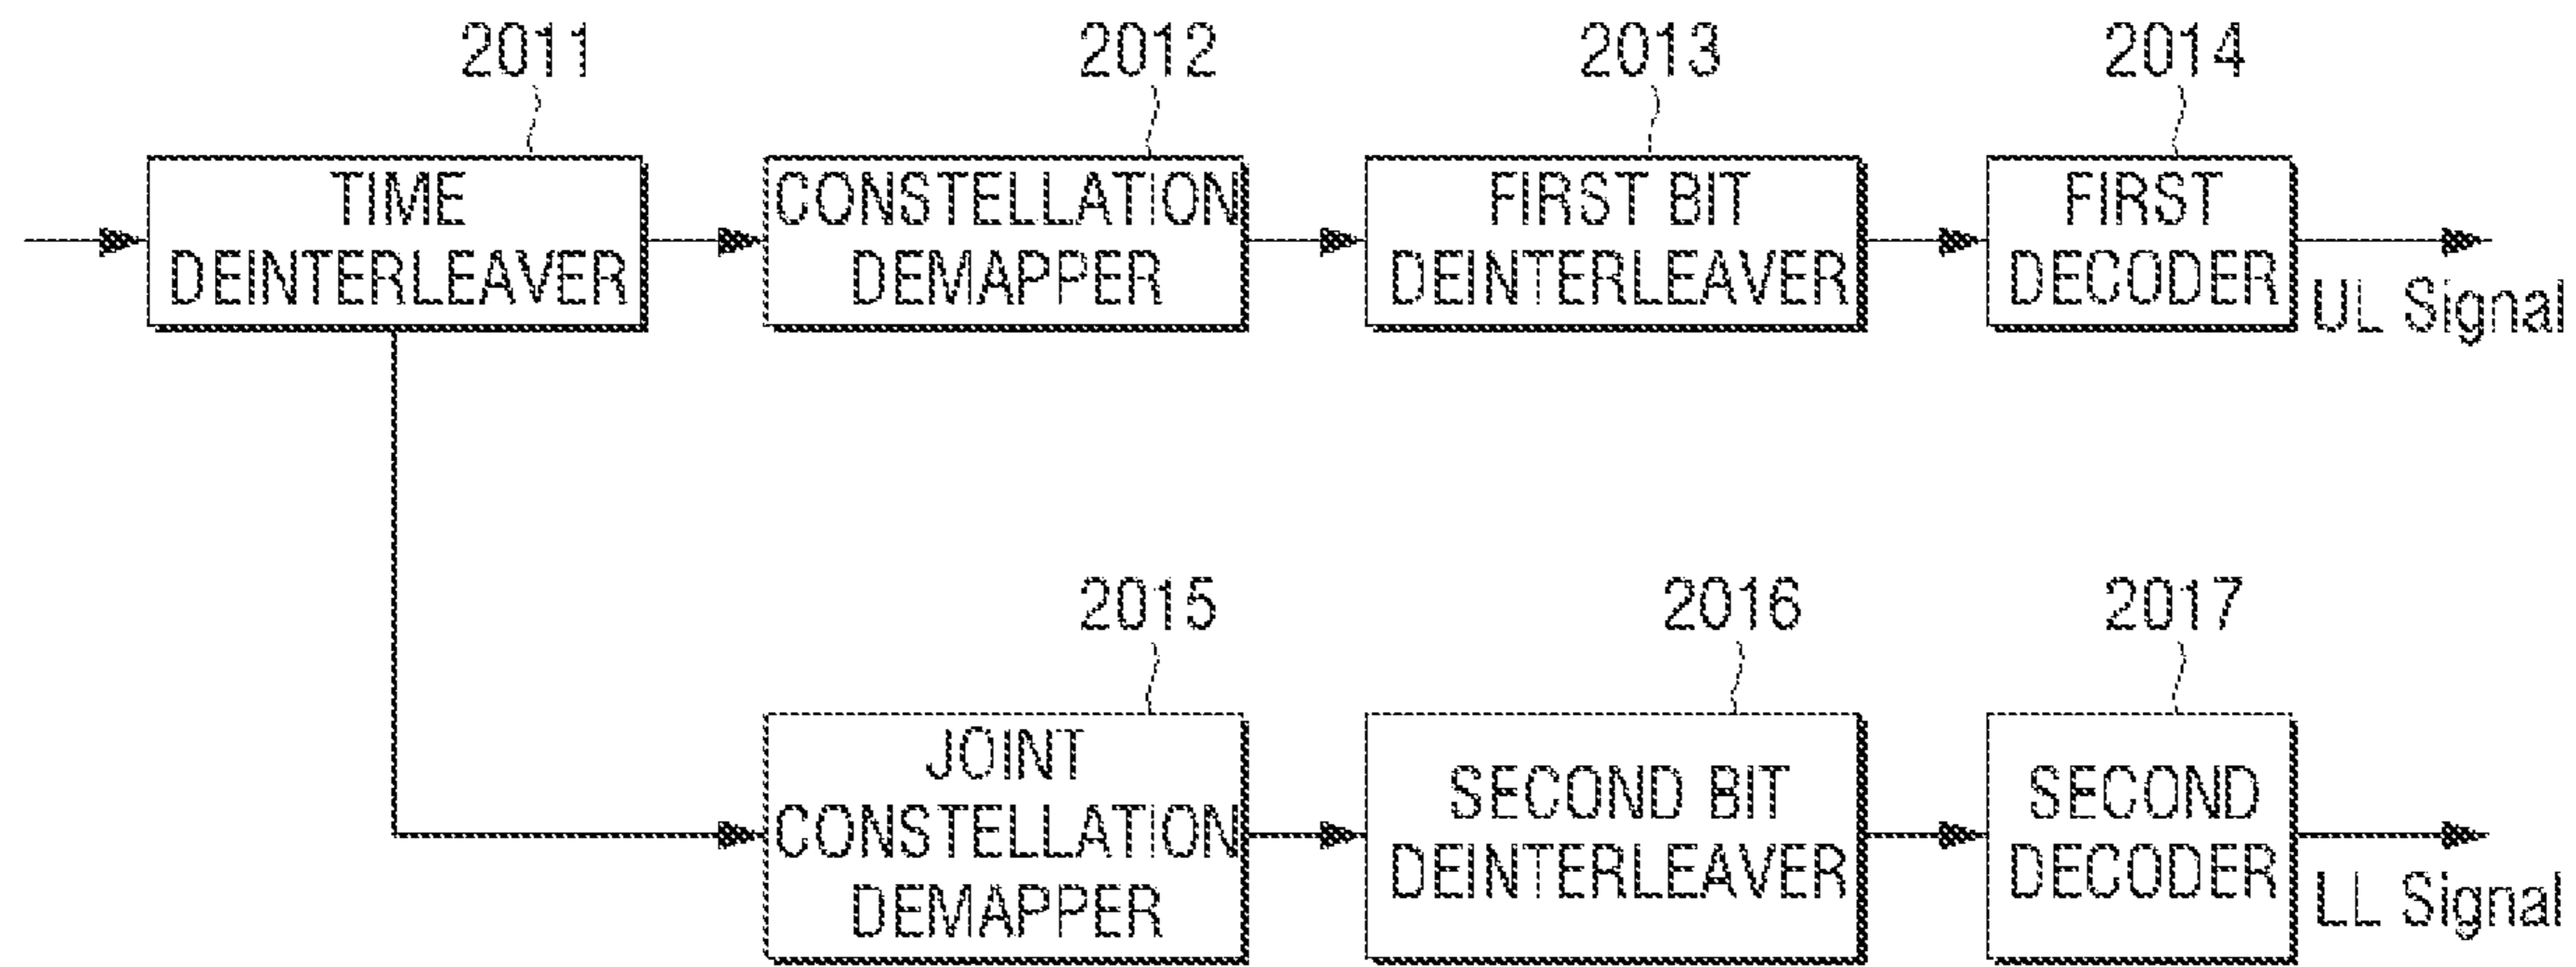 2011
2012
2013
2014
TIME
DEINTERLEAVER
CONSTELLATION
DEMAPPER
FIRST BIT
DEINTERLEAVER
FIRST
DECODER
UL Signal
2015
2016
2017
JOINT
CONSTELLATION
DEMAPPER
SECOND BIT
DEINTERLEAVER
SECOND
DECODER
LL Signal